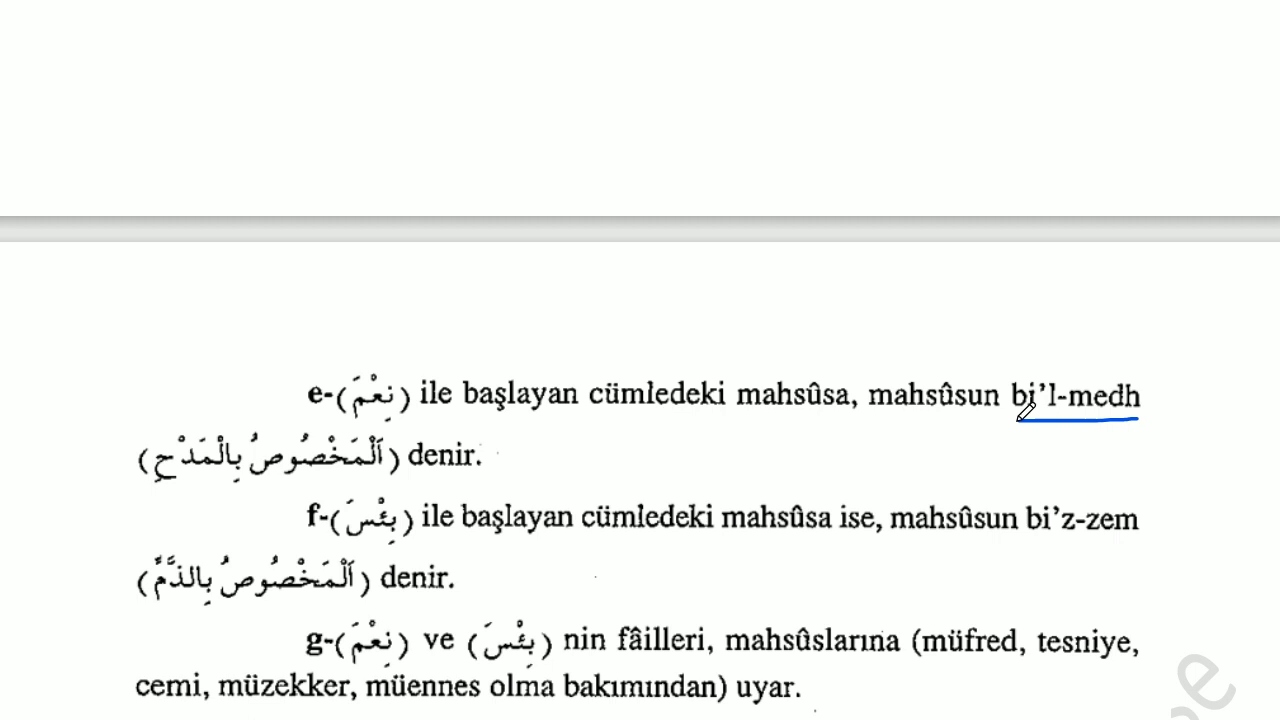 e-(نِعْمَ) ile başlayan cümledeki mahsûsa, mahsûsun bi’l-medh
(اَلْمَخْصُوصُ بِالْمَدْحِ) denir.
f-(بِئْسَ) ile başlayan cümledeki mahsûsa ise, mahsûsun bi’z-zem
(اَلْمَخْصُوصُ بِالذَّمِّ) denir.
g-(نِعْمَ) ve (بِئْسَ) nin fâilleri, mahsûslarına (müfred, tesniye,
cemi, müzekker, müennes olma bakımından) uyar.